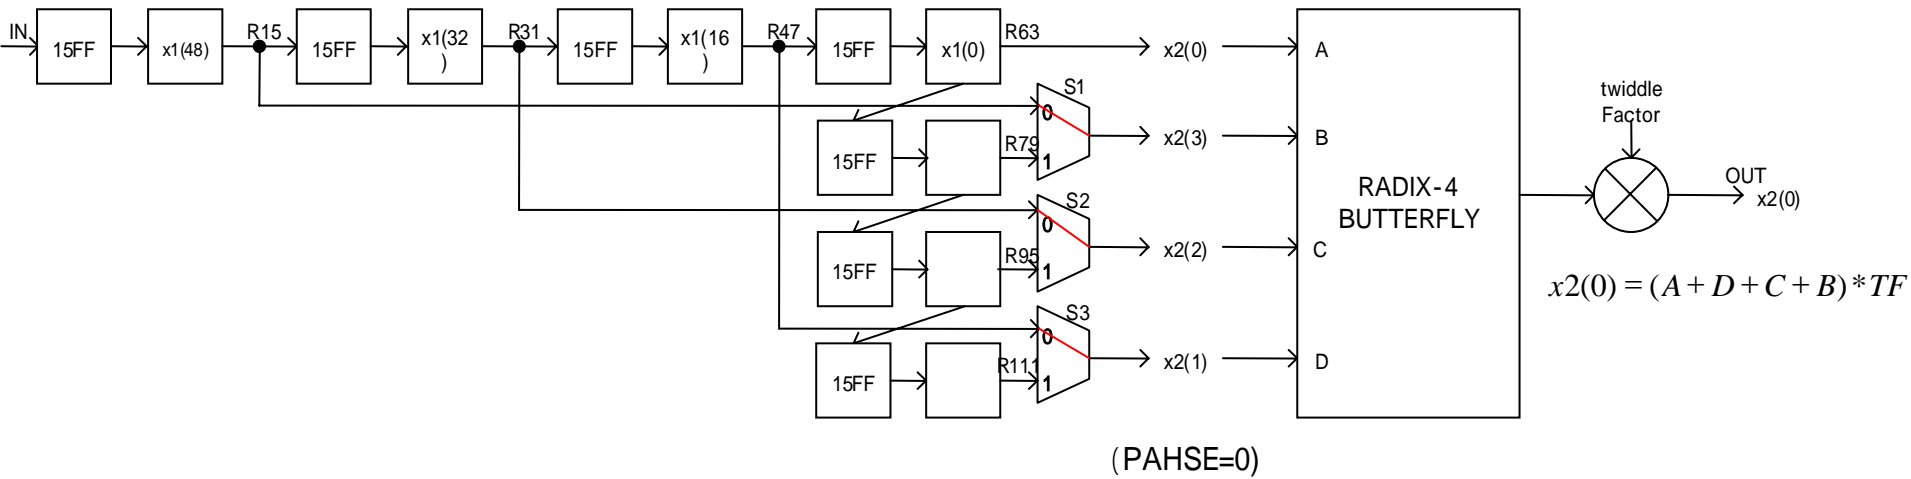 IN
15FF
x1(48)
R15
15FF
x1(32
)
R31
15FF
x1(16
)
R47
15FF
x1(0)
R63
x2(0)
A
S1
0
1
15FF
R79
x2(3)
B
S2
0
1
15FF
R95
x2(2)
C
S3
0
1
15FF
R111
x2(1)
D
RADIX-4
BUTTERFLY
twiddle
Factor
OUT
x2(0)
x2(0) = (A + D + C + B) * TF
(PAHSE=0)